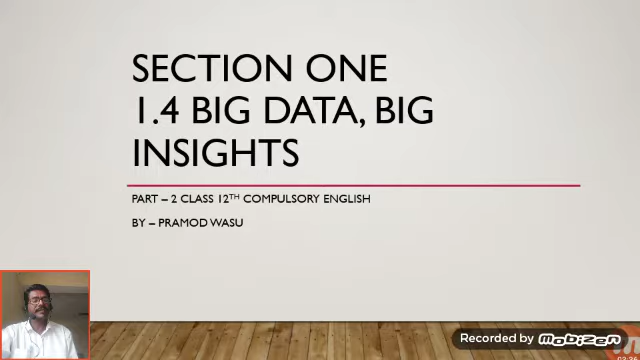 SECTION ONE
1.4 BIG DATA, BIG
INSIGHTS
PART – 2 CLASS 12TH COMPULSORY ENGLISH
BY – PRAMOD WASU
Recorded by MOBIZEN